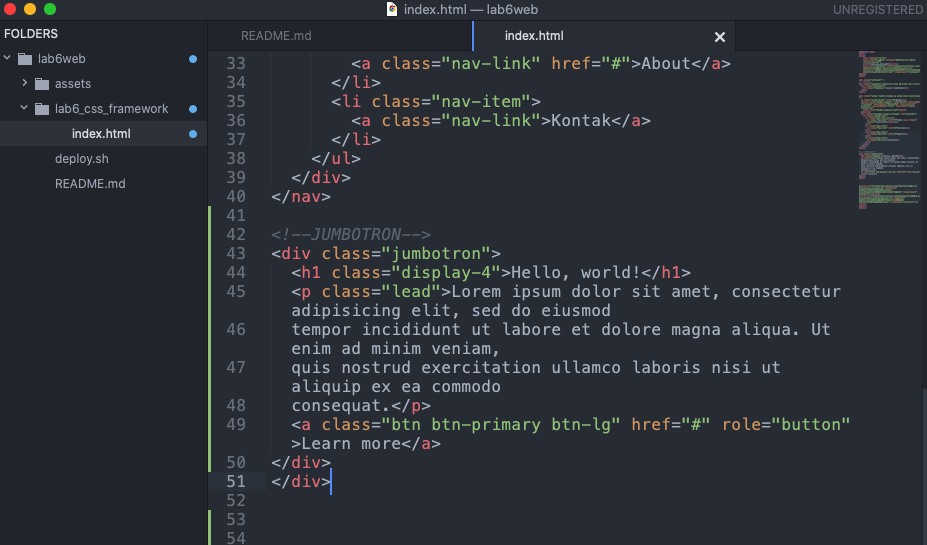 index.html — lab6web
UNREGISTERED
FOLDERS
lab6web
assets
lab6_css_framework
index.html
deploy.sh
README.md
README.md
index.html
33 <a class="nav-link" href="#">About</a>
34 </li>
35 <li class="nav-item">
36 <a class="nav-link">Kontak</a>
37 </li>
38 </ul>
39 </div>
40 </nav>
41
42 <!--JUMBOTRON-->
43 <div class="jumbotron">
44 <h1 class="display-4">Hello, world!</h1>
45 <p class="lead">Lorem ipsum dolor sit amet, consectetur
adipisicing elit, sed do eiusmod
46 tempor incididunt ut labore et dolore magna aliqua. Ut
enim ad minim veniam,
47 quis nostrud exercitation ullamco laboris nisi ut
aliquip ex ea commodo
48 consequat.</p>
49 <a class="btn btn-primary btn-lg" href="#" role="button"
>Learn more</a>
50 </div>
51 </div>
52
53
54